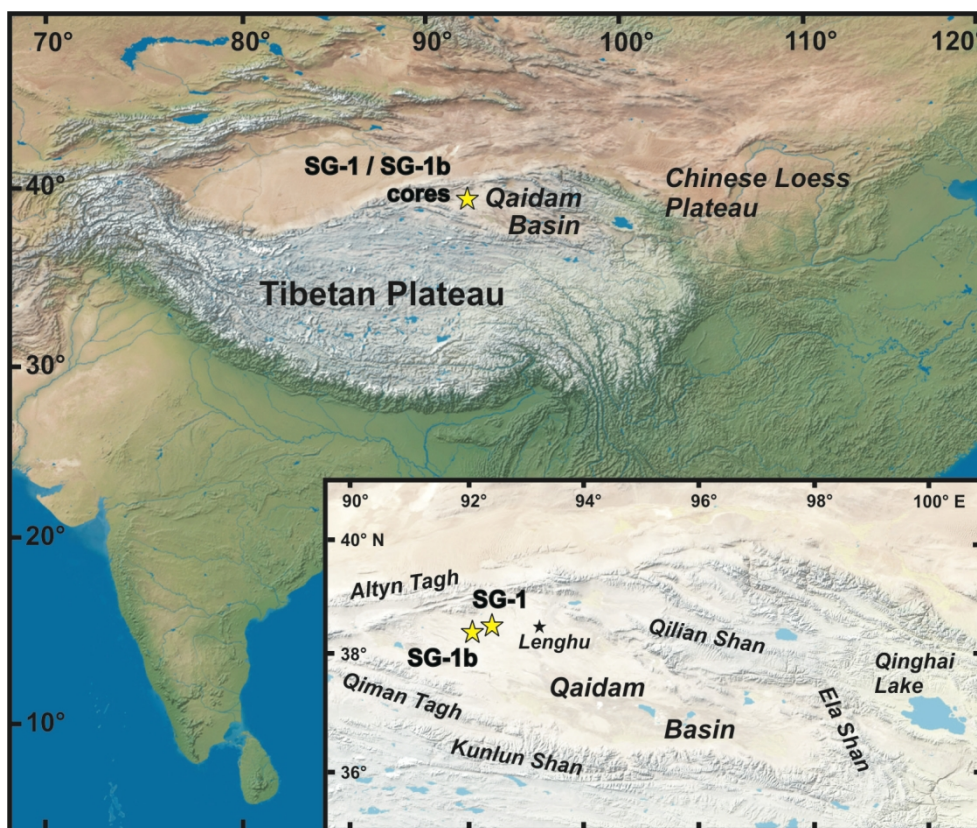 70°
80°
90°
100°
110°
120°
SG-1 / SG-1b
cores
40°
Qaidam
Basin
Chinese Loess
Plateau
Tibetan Plateau
30°
20°
10°
90
92
94
96
98
100 E
40° N
Altyn Tagh
SG-1
Lenghu
SG-1b
38°
Qilian Shan
Qinghai
Lake
Qaidam
Basin
Qiman Tagh
Ela Shan
Kunlun Shan
36°